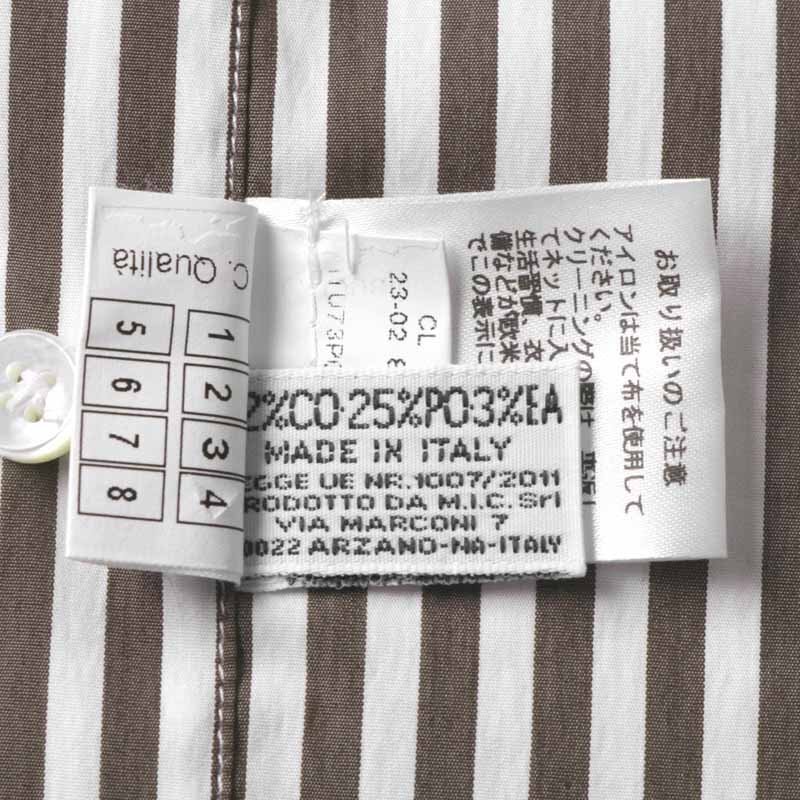 C. Qualità
1
2
3
4
5
6
7
8
23-02
CL
2%CO·25%PO·3%EA
MADE IN ITALY
EGGE UE NR.1007/2011
RODOTTO DA M.I.C. Srl
VIA MARCONI 7
0022 ARZANO-NA-ITALY
お取り扱いのご注意
アイロンは当て布を使用して
ください。
クリーニングの際は
てネットに入
生活習慣、衣
備などが欧米
でこの表示に